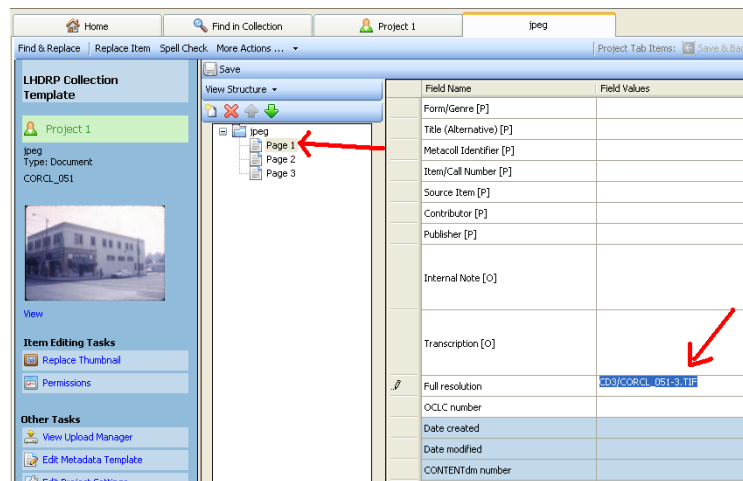 Home
Find in Collection
Project 1
jpeg
Find & Replace
Replace Item
Spell Check
More Actions ...
Project Tab Items:
Save & Ba
LHDRP Collection
Template
Project 1
jpeg
Type: Document
CORCL_051
View
Item Editing Tasks
Replace Thumbnail
Permissions
Other Tasks
View Upload Manager
Edit Metadata Template
Edit Project Settings
Save
View Structure
jpeg
Page 1
Page 2
Page 3
Field Name
Field Values
Form/Genre [P]
Title (Alternative) [P]
Metacoll Identifier [P]
Item/Call Number [P]
Source Item [P]
Contributor [P]
Publisher [P]
Internal Note [O]
Transcription [O]
Full resolution
CD3/CORCL_051-3.TIF
OCLC number
Date created
Date modified
CONTENTdm number